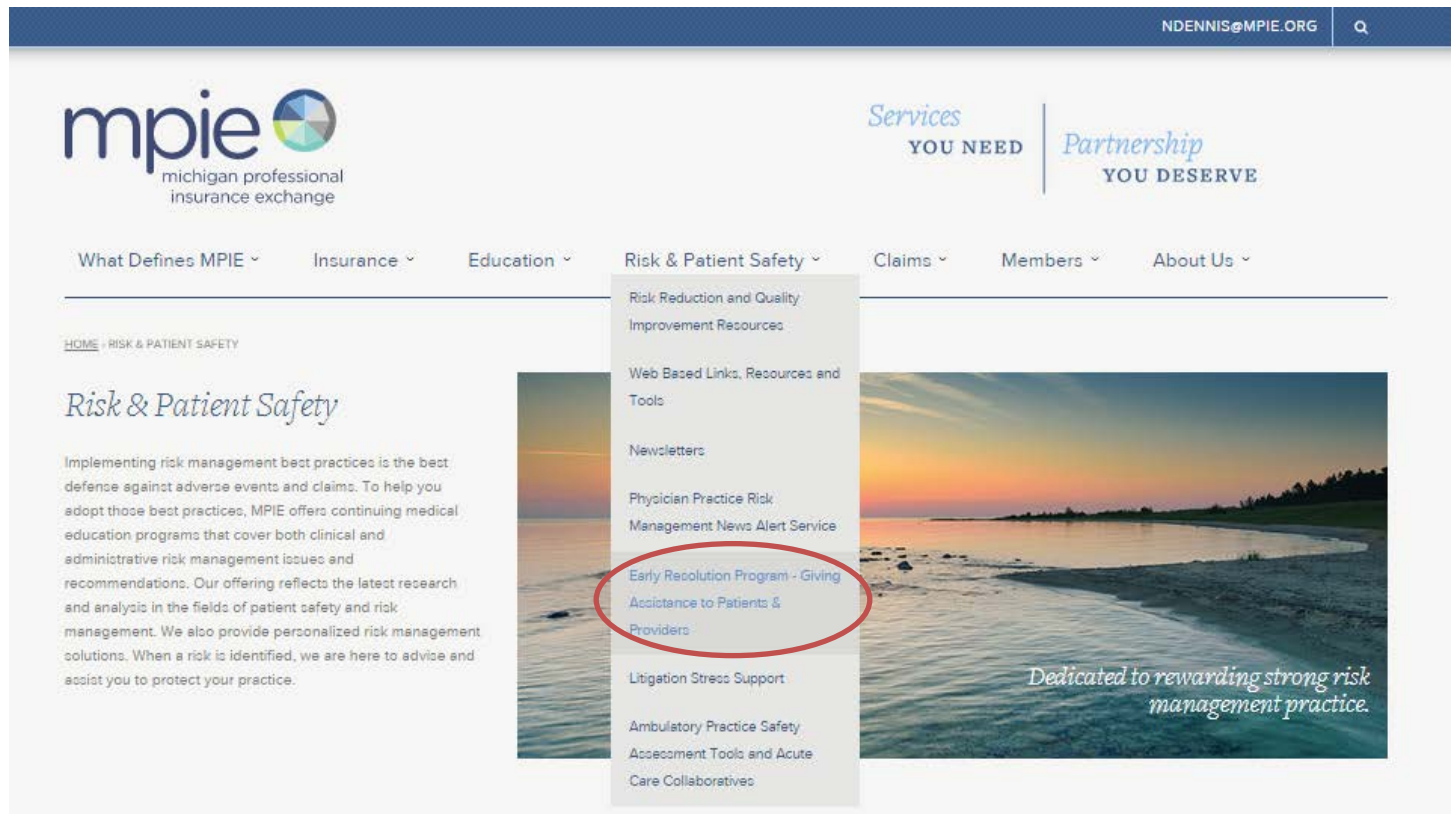 NDENNIS@MPIE.ORG
mpie
michigan professional
insurance exchange
Services
YOU NEED
Partnership
YOU DESERVE
What Defines MPIE
Insurance
Education
Risk & Patient Safety
Claims
Members
About Us
Risk Reduction and Quality
Improvement Resources
Web Based Links, Resources and
Tools
Newsletters
Physician Practice Risk
Management News Alert Service
Early Resolution Program - Giving
Assistance to Patients &
Providers
Litigation Stress Support
Ambulatory Practice Safety
Assessment Tools and Acute
Care Collaboratives
HOME › RISK & PATIENT SAFETY
Risk & Patient Safety
Implementing risk management best practices is the best
defense against adverse events and claims. To help you
adopt those best practices, MPIE offers continuing medical
education programs that cover both clinical and
administrative risk management issues and
recommendations. Our offering reflects the latest research
and analysis in the fields of patient safety and risk
management. We also provide personalized risk management
solutions. When a risk is identified, we are here to advise and
assist you to protect your practice.
Dedicated to rewarding strong risk
management practice.